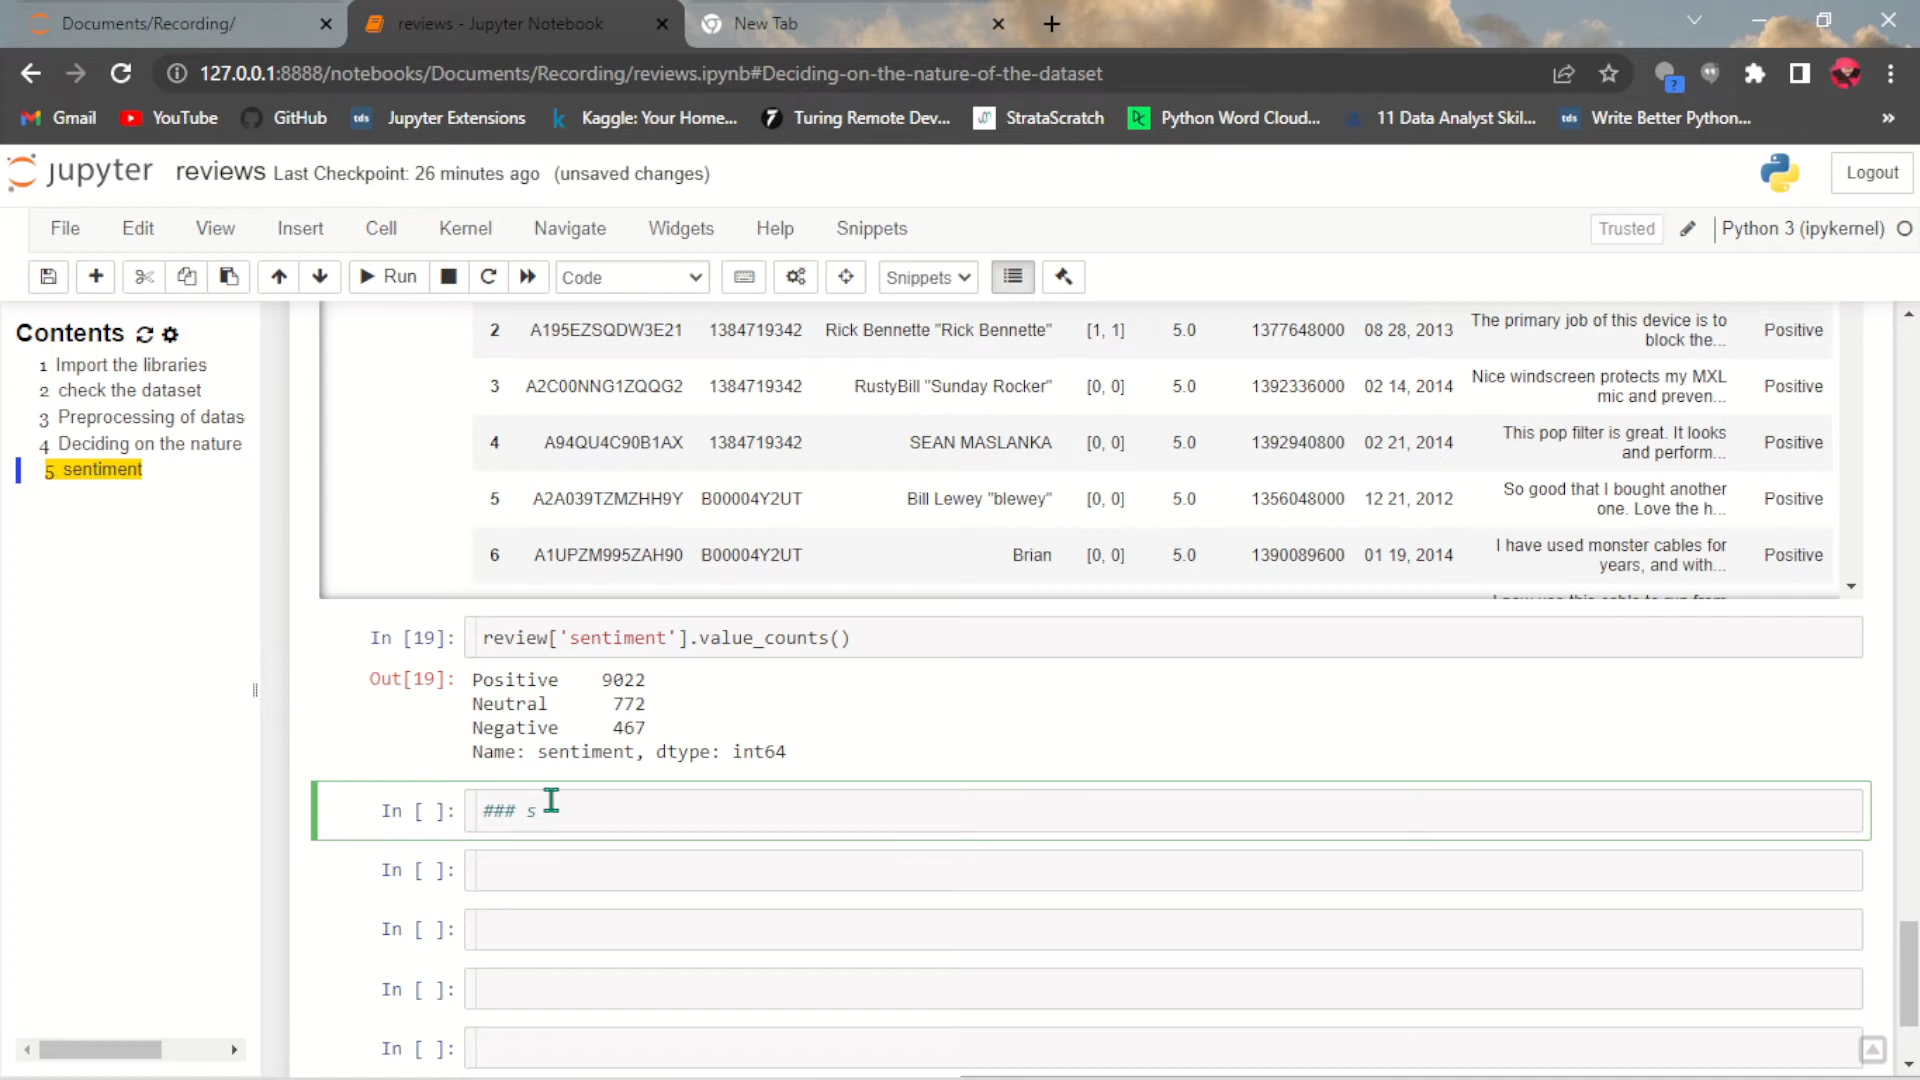 Documents/Recording/
reviews - Jupyter Notebook
New Tab
127.0.0.1:8888/notebooks/Documents/Recording/reviews.ipynb#Deciding-on-the-nature-of-the-dataset
Gmail YouTube GitHub tds Jupyter Extensions Kaggle: Your Home... Turing Remote Dev... StrataScratch Python Word Cloud... 11 Data Analyst Skil... tds Write Better Python... »
jupyter reviews Last Checkpoint: 26 minutes ago (unsaved changes) Logout
File Edit View Insert Cell Kernel Navigate Widgets Help Snippets Trusted Python 3 (ipykernel)
Run Code Snippets
Contents
1 Import the libraries
2 check the dataset
3 Preprocessing of datas
4 Deciding on the nature
5 sentiment
2 A195EZSQDW3E21 1384719342 Rick Bennette "Rick Bennette" [1, 1] 5.0 1377648000 08 28, 2013 The primary job of this device is to block the... Positive
3 A2C00NNG1ZQQG2 1384719342 RustyBill "Sunday Rocker" [0, 0] 5.0 1392336000 02 14, 2014 Nice windscreen protects my MXL mic and preven... Positive
4 A94QU4C90B1AX 1384719342 SEAN MASLANKA [0, 0] 5.0 1392940800 02 21, 2014 This pop filter is great. It looks and perform... Positive
5 A2A039TZMZHH9Y B00004Y2UT Bill Lewey "blewey" [0, 0] 5.0 1356048000 12 21, 2012 So good that I bought another one. Love the h... Positive
6 A1UPZM995ZAH90 B00004Y2UT Brian [0, 0] 5.0 1390089600 01 19, 2014 I have used monster cables for years, and with... Positive
In [19]: review['sentiment'].value_counts()
Out[19]: Positive 9022
Neutral 772
Negative 467
Name: sentiment, dtype: int64
In [ ]: ### s
In [ ]:
In [ ]:
In [ ]:
In [ ]: